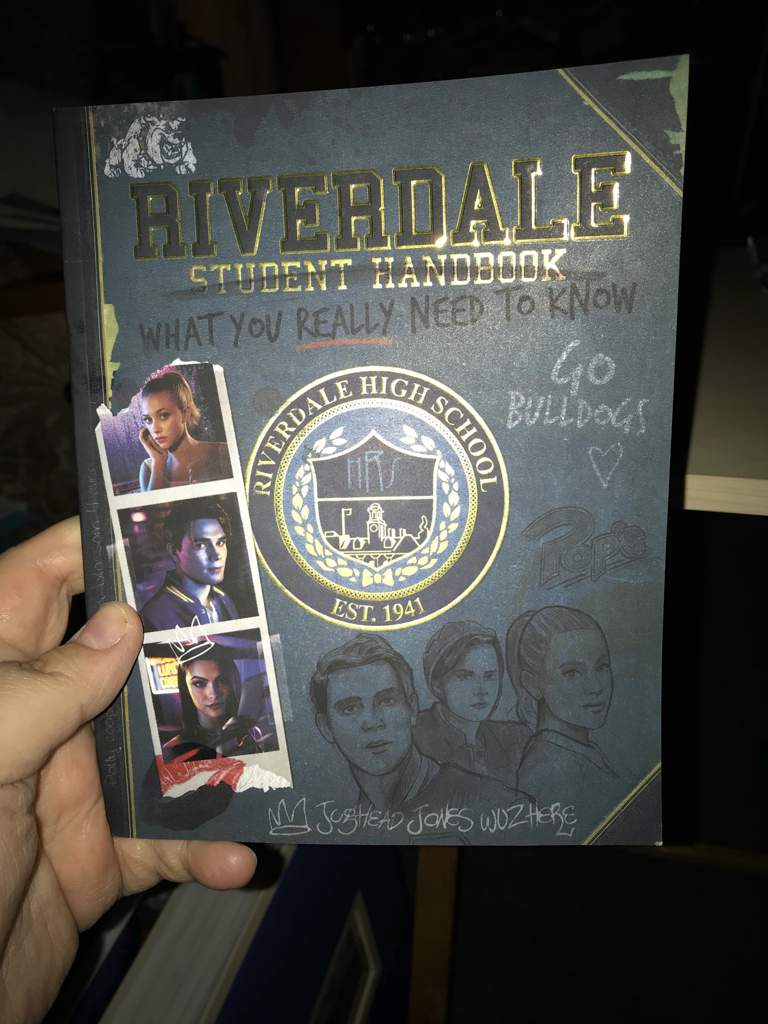 RIVERDALE
STUDENT HANDBOOK
WHAT YOU REALLY NEED TO KNOW
GO
BULLDOGS
RIVERDALE HIGH SCHOOL
EST. 1941
Pop's
JUGHEAD JONES WUZ HERE